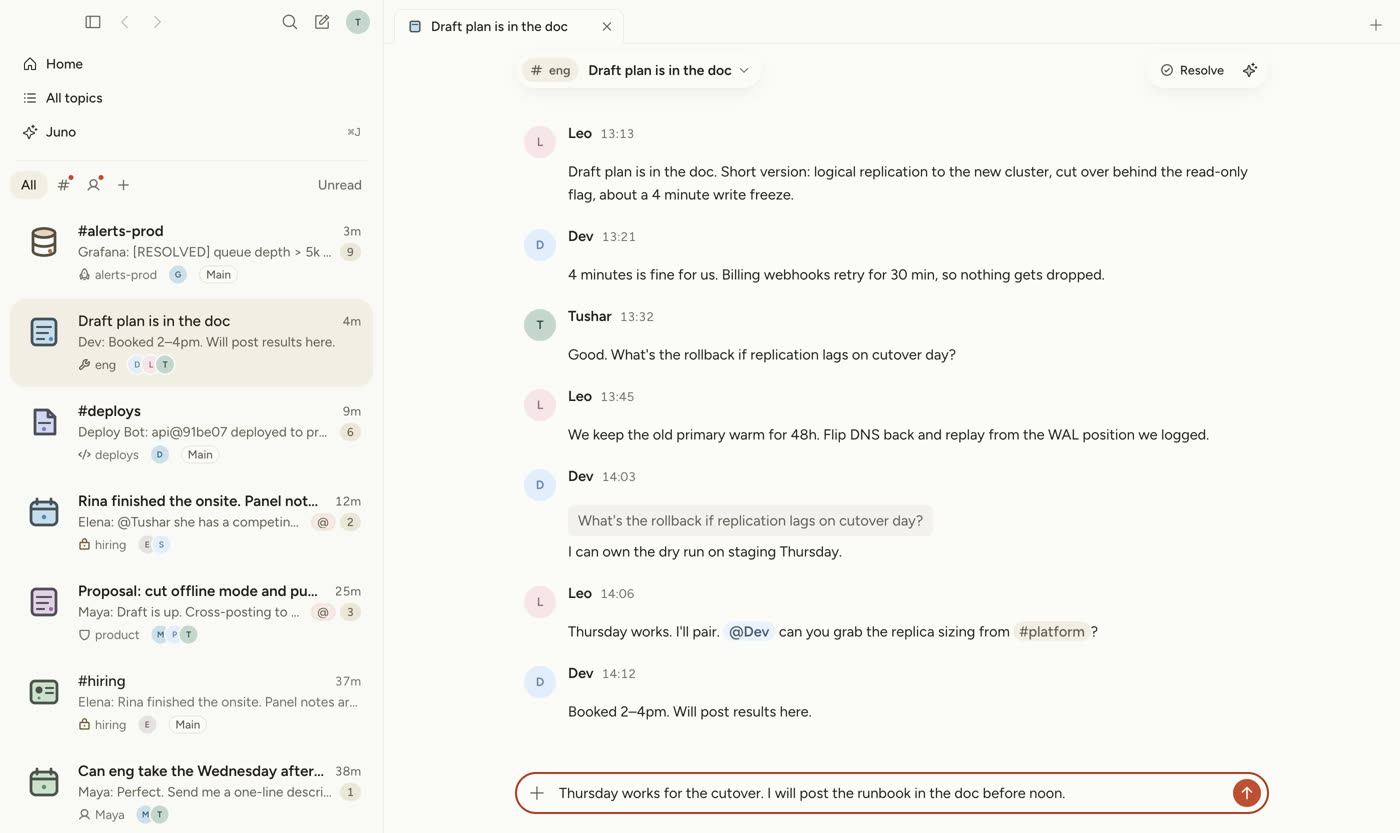 T
Home
All topics
Juno ⌘J
All # + Unread
#alerts-prod 3m
Grafana: [RESOLVED] queue depth > 5k ... 9
alerts-prod G Main
Draft plan is in the doc 4m
Dev: Booked 2–4pm. Will post results here.
eng D L T
#deploys 9m
Deploy Bot: api@91be07 deployed to pr... 6
deploys D Main
Rina finished the onsite. Panel not... 12m
Elena: @Tushar she has a competin... @ 2
hiring E S
Proposal: cut offline mode and pu... 25m
Maya: Draft is up. Cross-posting to ... @ 3
product M P T
#hiring 37m
Elena: Rina finished the onsite. Panel notes ar...
hiring E Main
Can eng take the Wednesday after... 38m
Maya: Perfect. Send me a one-line descri... 1
Maya M T
Draft plan is in the doc
# eng Draft plan is in the doc Resolve
L Leo 13:13
Draft plan is in the doc. Short version: logical replication to the new cluster, cut over behind the read-only
flag, about a 4 minute write freeze.
D Dev 13:21
4 minutes is fine for us. Billing webhooks retry for 30 min, so nothing gets dropped.
T Tushar 13:32
Good. What's the rollback if replication lags on cutover day?
L Leo 13:45
We keep the old primary warm for 48h. Flip DNS back and replay from the WAL position we logged.
D Dev 14:03
What's the rollback if replication lags on cutover day?
I can own the dry run on staging Thursday.
L Leo 14:06
Thursday works. I'll pair. @Dev can you grab the replica sizing from #platform ?
D Dev 14:12
Booked 2–4pm. Will post results here.
Thursday works for the cutover. I will post the runbook in the doc before noon.